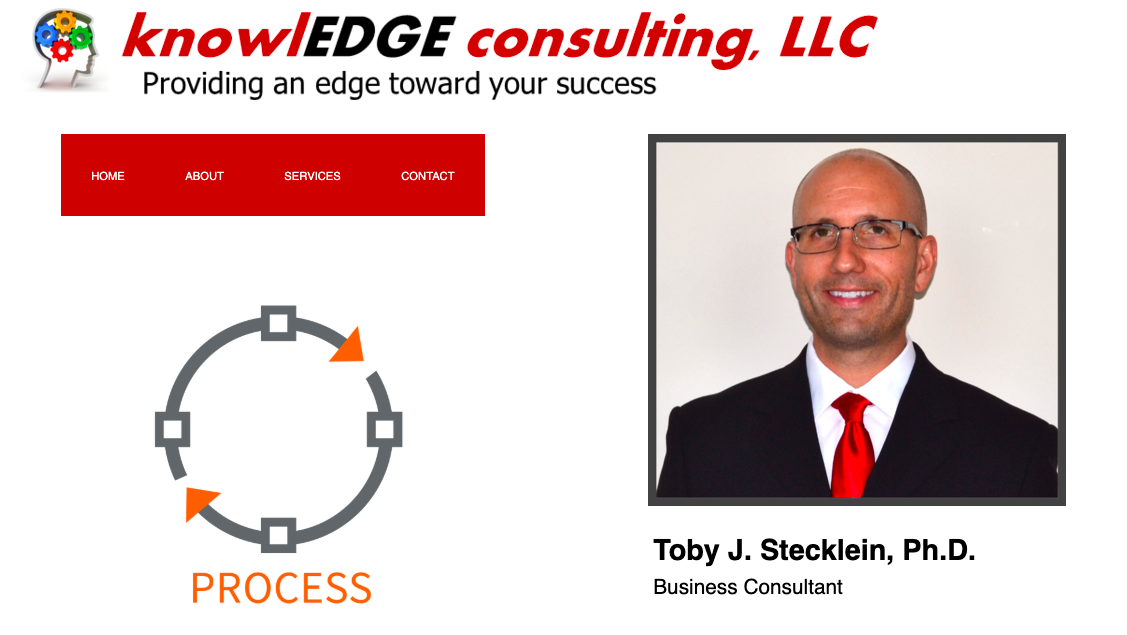 knowlEDGE consulting, LLC
Providing an edge toward your success
HOME ABOUT SERVICES CONTACT
PROCESS
Toby J. Stecklein, Ph.D.
Business Consultant